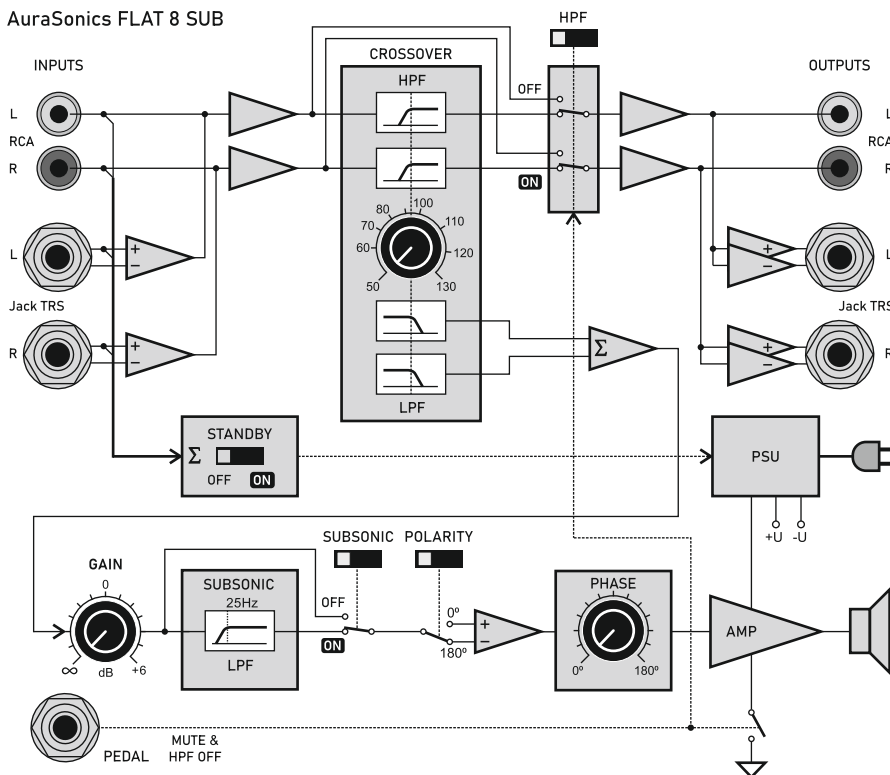 AuraSonics FLAT 8 SUB
HPF
INPUTS
CROSSOVER
OUTPUTS
HPF
OFF
L
L
RCA
RCA
R
R
ON
80
100
70
110
60
120
50
130
L
+
−
+
−
L
Jack TRS
Jack TRS
R
+
−
Σ
+
−
R
LPF
STANDBY
Σ
OFF
ON
PSU
+U
-U
SUBSONIC
POLARITY
GAIN
0
SUBSONIC
25Hz
OFF
0º
+
−
PHASE
AMP
ON
180º
∞
dB
+6
LPF
0º
180º
PEDAL
MUTE &
HPF OFF